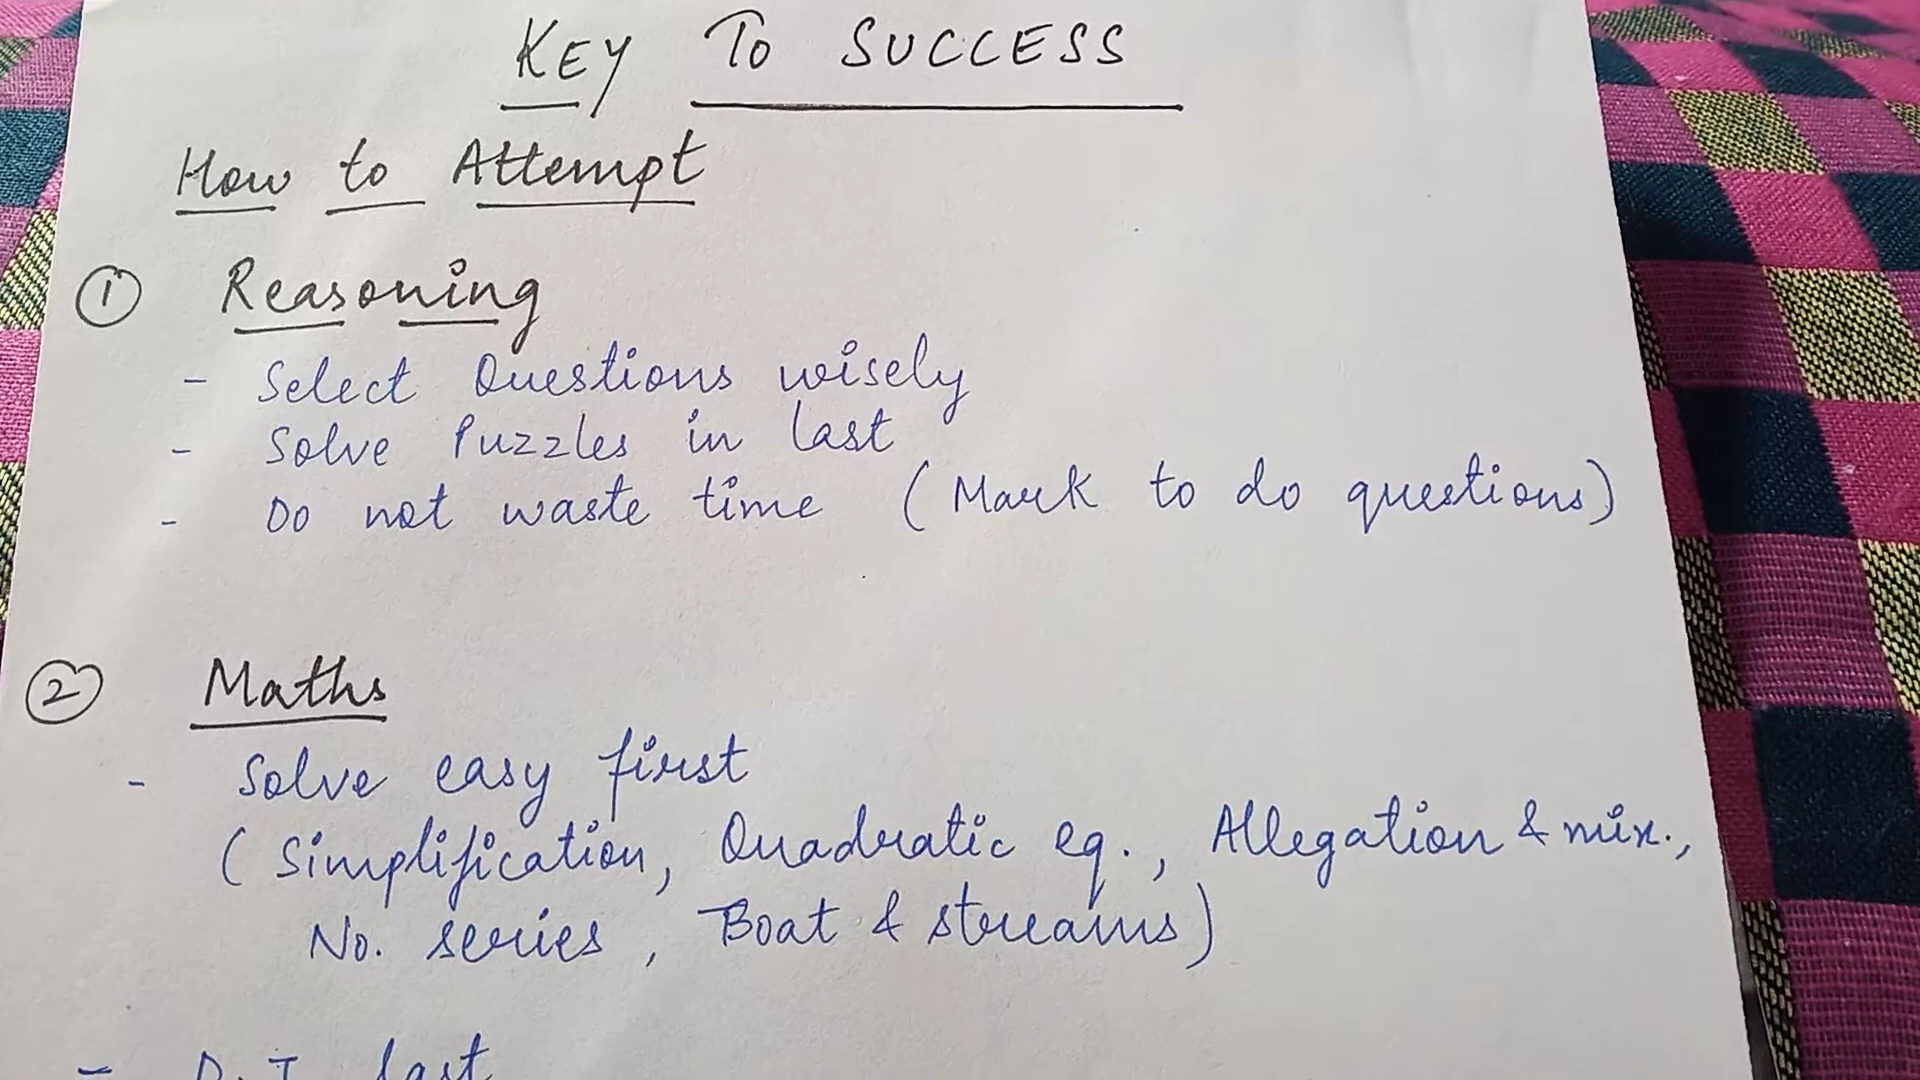 KEY To SUCCESS
How to Attempt
① Reasoning
- Select Questions wisely
- Solve Puzzles in last
- Do not waste time (Mark to do questions)
② Maths
- Solve easy first
(Simplification, Quadratic eq., Allegation & mix.,
No. series, Boat & streams)
- D.I last